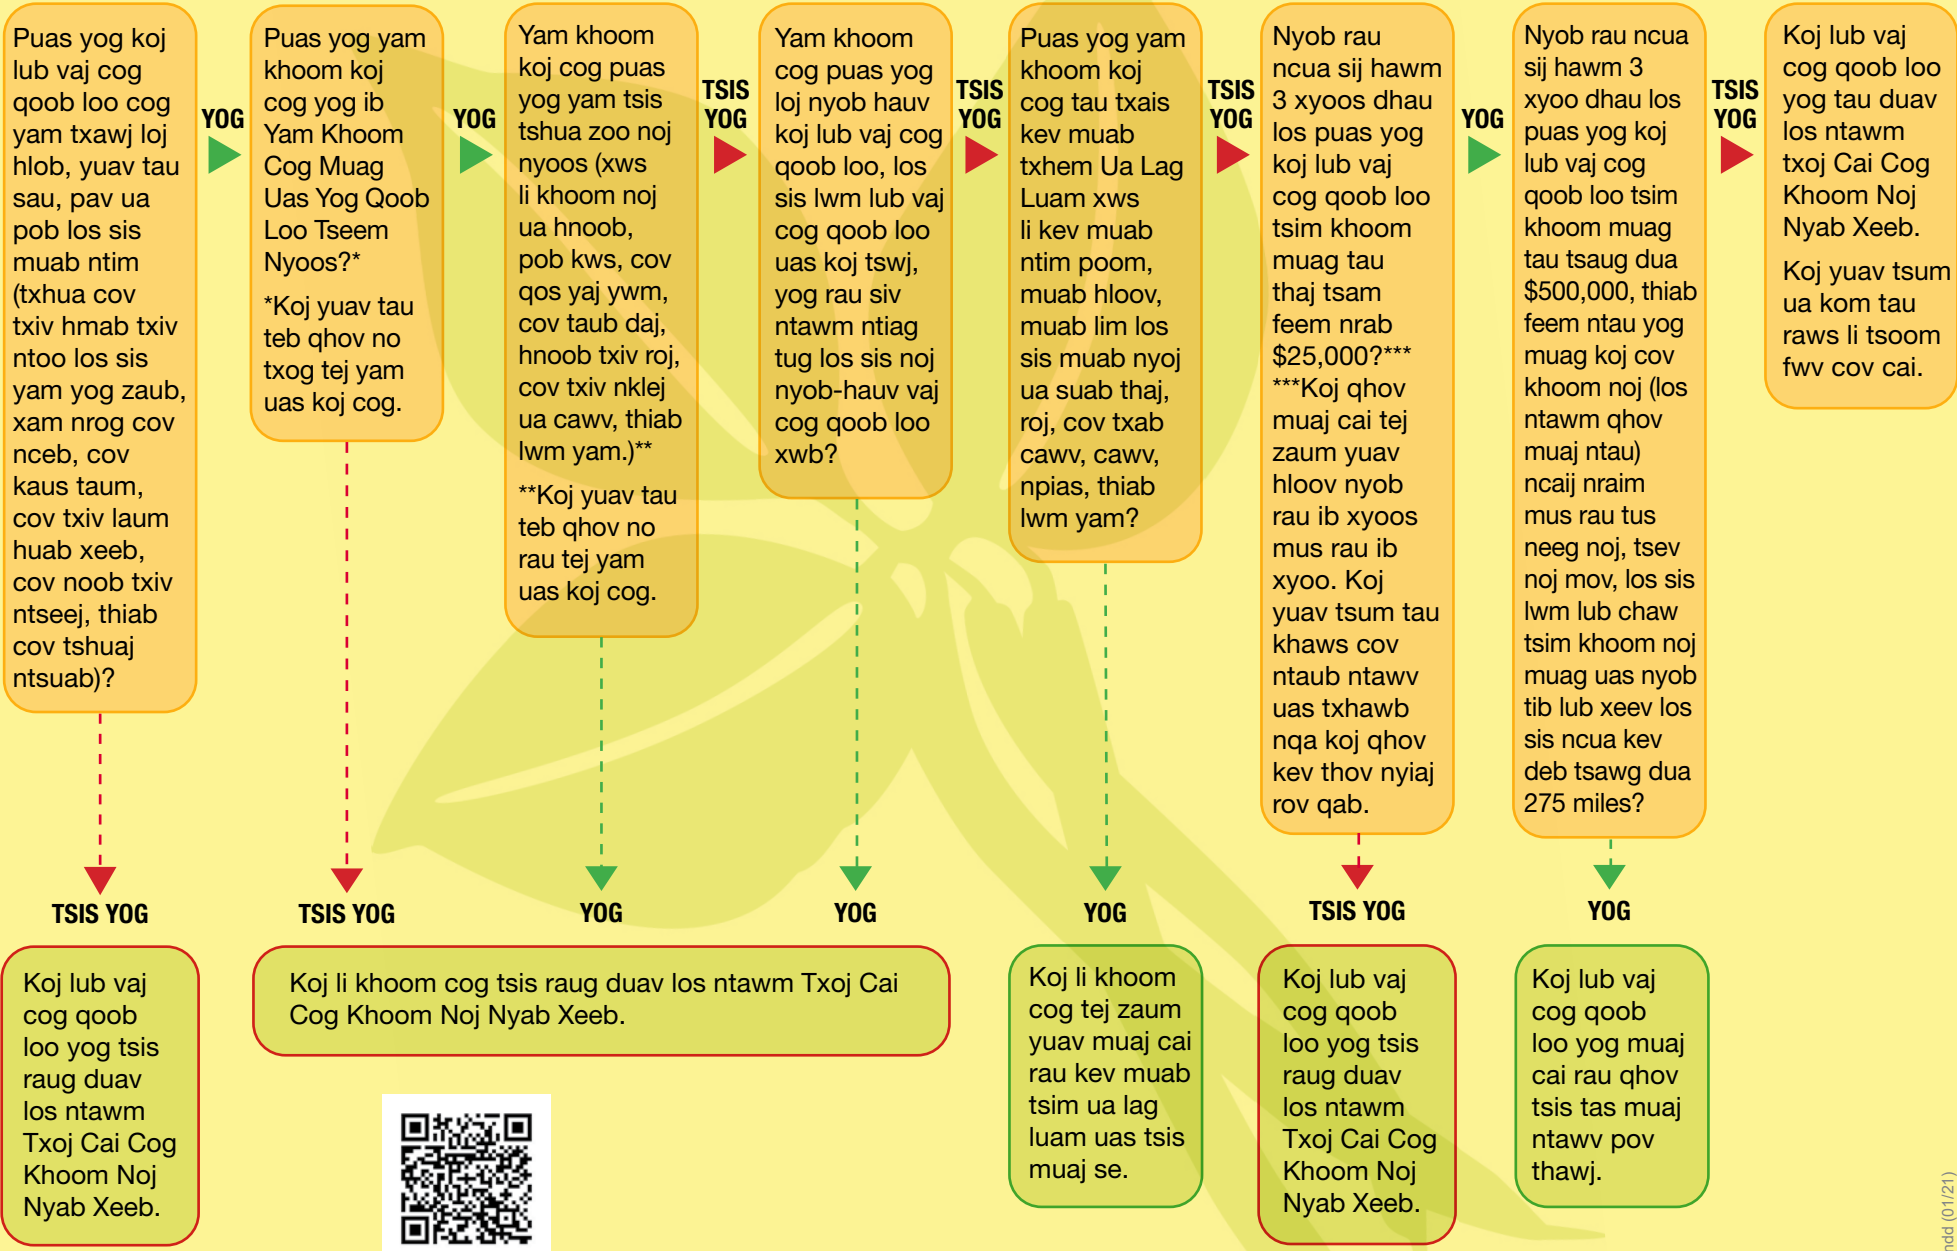 Puas yog koj
lub vaj cog
qoob loo cog
yam txawj loj
hlob, yuav tau
sau, pav ua
pob los sis
muab ntim
(txhua cov
txiv hmab txiv
ntoo los sis
yam yog zaub,
xam nrog cov
nceb, cov
kaus taum,
cov txiv laum
huab xeeb,
cov noob txiv
ntseej, thiab
cov tshuaj
ntsuab)?
YOG
Puas yog yam
khoom koj
cog yog ib
Yam Khoom
Cog Muag
Uas Yog Qoob
Loo Tseem
Nyoos?*
*Koj yuav tau
teb qhov no
txog tej yam
uas koj cog.
YOG
Yam khoom
koj cog puas
yog yam tsis
tshua zoo noj
nyoos (xws
li khoom noj
ua hnoob,
pob kws, cov
qos yaj ywm,
cov taub daj,
hnoob txiv roj,
cov txiv nklej
ua cawv, thiab
lwm yam.)**
**Koj yuav tau
teb qhov no
rau tej yam
uas koj cog.
TSIS
YOG
Yam khoom
cog puas yog
loj nyob hauv
koj lub vaj cog
qoob loo, los
sis lwm lub vaj
cog qoob loo
uas koj tswj,
yog rau siv
ntawm ntiag
tug los sis noj
nyob-hauv vaj
cog qoob loo
xwb?
TSIS
YOG
Puas yog yam
khoom koj
cog tau txais
kev muab
txhem Ua Lag
Luam xws
li kev muab
ntim poom,
muab hloov,
muab lim los
sis muab nyoj
ua suab thaj,
roj, cov txab
cawv, cawv,
npias, thiab
lwm yam?
TSIS
YOG
Nyob rau
ncua sij hawm
3 xyoos dhau
los puas yog
koj lub vaj
cog qoob loo
tsim khoom
muag tau
thaj tsam
feem nrab
$25,000?***
***Koj qhov
muaj cai tej
zaum yuav
hloov nyob
rau ib xyoos
mus rau ib
xyoo. Koj
yuav tsum tau
khaws cov
ntaub ntawv
uas txhawb
nqa koj qhov
kev thov nyiaj
rov qab.
YOG
Nyob rau ncua
sij hawm 3
xyoo dhau los
puas yog koj
lub vaj cog
qoob loo tsim
khoom muag
tau tsaug dua
$500,000, thiab
feem ntau yog
muag koj cov
khoom noj (los
ntawm qhov
muaj ntau)
ncaij nraim
mus rau tus
neeg noj, tsev
noj mov, los sis
lwm lub chaw
tsim khoom noj
muag uas nyob
tib lub xeev los
sis ncua kev
deb tsawg dua
275 miles?
TSIS
YOG
Koj lub vaj
cog qoob loo
yog tau duav
los ntawm
txoj Cai Cog
Khoom Noj
Nyab Xeeb.
Koj yuav tsum
ua kom tau
raws li tsoom
fwv cov cai.
TSIS YOG
TSIS YOG
YOG
YOG
YOG
TSIS YOG
YOG
Koj lub vaj
cog qoob
loo yog tsis
raug duav
los ntawm
Txoj Cai Cog
Khoom Noj
Nyab Xeeb.
Koj li khoom cog tsis raug duav los ntawm Txoj Cai
Cog Khoom Noj Nyab Xeeb.
Koj li khoom
cog tej zaum
yuav muaj cai
rau kev muab
tsim ua lag
luam uas tsis
muaj se.
Koj lub vaj
cog qoob
loo yog tsis
raug duav
los ntawm
Txoj Cai Cog
Khoom Noj
Nyab Xeeb.
Koj lub vaj
cog qoob
loo yog muaj
cai rau qhov
tsis tas muaj
ntawv pov
thawj.
(01/21)